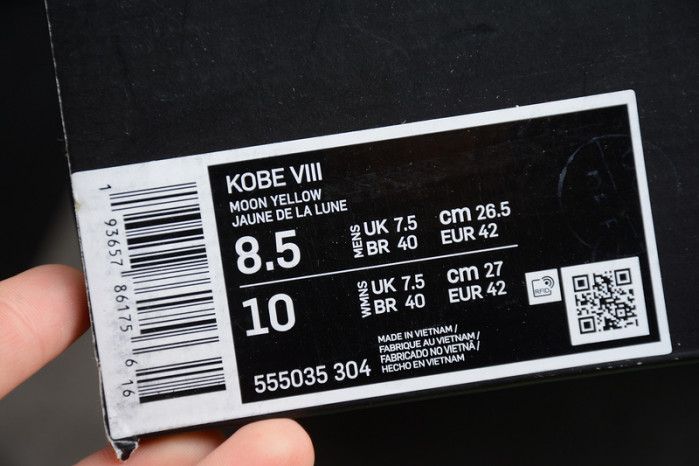 KOBE VIII
MOON YELLOW
JAUNE DE LA LUNE
8.5 MENS UK 7.5 cm 26.5
BR 40 EUR 42
10 WMNS UK 7.5 cm 27
BR 40 EUR 42
RFID
555035 304
MADE IN VIETNAM /
FABRIQUE AU VIETNAM /
FABRICADO NO VIETNÃ /
HECHO EN VIETNAM
1 93657 86175 6 16